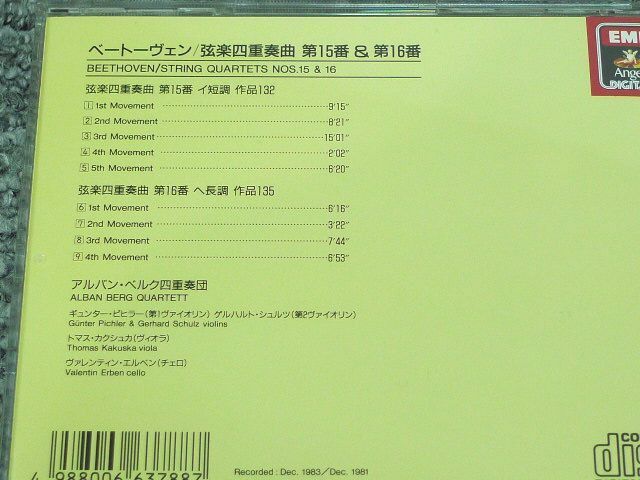 ベートーヴェン/弦楽四重奏曲 第15番 & 第16番
BEETHOVEN/STRING QUARTETS NOS.15 & 16
EMI
Angel
DIGITAL
弦楽四重奏曲 第15番 イ短調 作品132
1 1st Movement 9'15"
2 2nd Movement 8'21"
3 3rd Movement 15'01"
4 4th Movement 2'02"
5 5th Movement 6'20"
弦楽四重奏曲 第16番 ヘ長調 作品135
6 1st Movement 6'16"
7 2nd Movement 3'22"
8 3rd Movement 7'44"
9 4th Movement 6'53"
アルバン・ベルク四重奏団
ALBAN BERG QUARTETT
ギュンター・ピヒラー(第1ヴァイオリン) ゲルハルト・シュルツ(第2ヴァイオリン)
Günter Pichler & Gerhard Schulz violins
トマス・カクシュカ(ヴィオラ)
Thomas Kakuska viola
ヴァレンティン・エルベン(チェロ)
Valentin Erben cello
4 988006 637887
Recorded : Dec. 1983/Dec. 1981